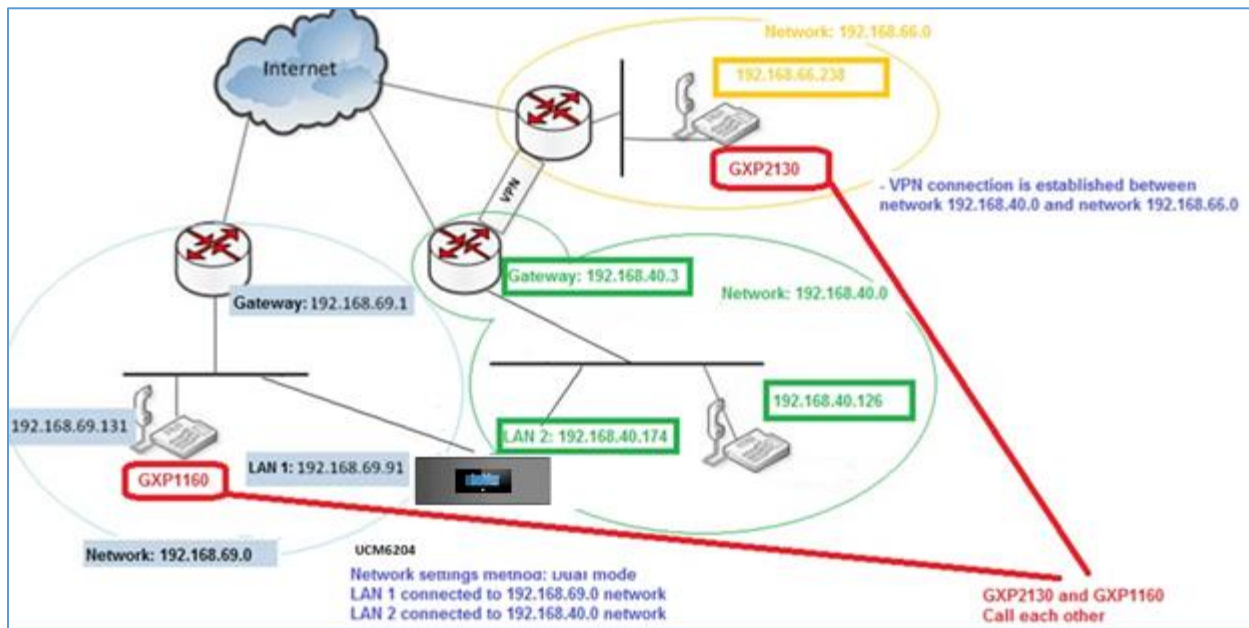 Internet
Network: 192.168.66.0
192.168.66.238
GXP2130
VPN
- VPN connection is established between
network 192.168.40.0 and network 192.168.66.0
Gateway: 192.168.69.1
Gateway: 192.168.40.3
Network: 192.168.40.0
192.168.69.131
GXP1160
LAN 1: 192.168.69.91
LAN 2: 192.168.40.174
192.168.40.126
Network: 192.168.69.0
UCM6204
Network settings method: Dual mode
LAN 1 connected to 192.168.69.0 network
LAN 2 connected to 192.168.40.0 network
GXP2130 and GXP1160
Call each other